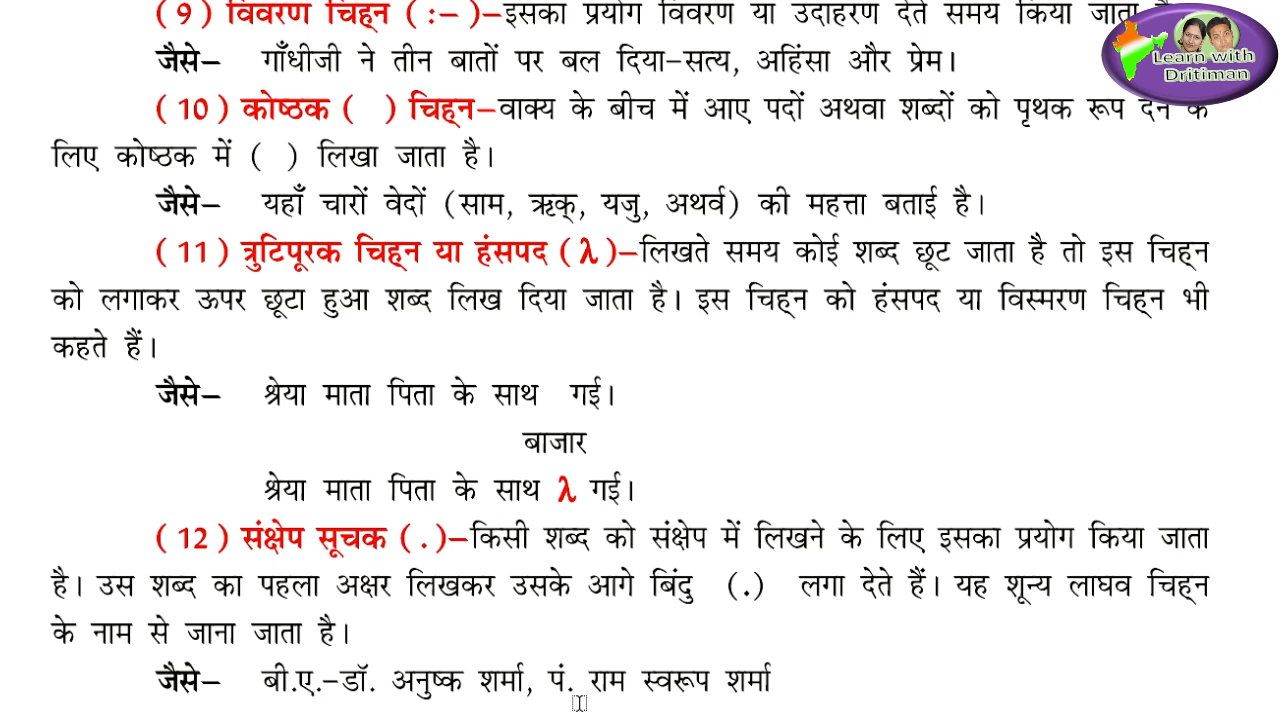 (9) विवरण चिह्न (:-)-इसका प्रयोग विवरण या उदाहरण देते समय किया जाता
जैसे– गाँधीजी ने तीन बातों पर बल दिया-सत्य, अहिंसा और प्रेम।
(10) कोष्ठक ( ) चिह्न–वाक्य के बीच में आए पदों अथवा शब्दों को पृथक रूप देने के
लिए कोष्ठक में ( ) लिखा जाता है।
जैसे– यहाँ चारों वेदों (साम, ऋक्, यजु, अथर्व) की महत्ता बताई है।
(11) त्रुटिपूरक चिह्न या हंसपद (λ)–लिखते समय कोई शब्द छूट जाता है तो इस चिह्न
को लगाकर ऊपर छूटा हुआ शब्द लिख दिया जाता है। इस चिह्न को हंसपद या विस्मरण चिह्न भी
कहते हैं।
जैसे– श्रेया माता पिता के साथ गई।
बाजार
श्रेया माता पिता के साथ λ गई।
(12) संक्षेप सूचक (.)–किसी शब्द को संक्षेप में लिखने के लिए इसका प्रयोग किया जाता
है। उस शब्द का पहला अक्षर लिखकर उसके आगे बिंदु (.) लगा देते हैं। यह शून्य लाघव चिह्न
के नाम से जाना जाता है।
जैसे– बी.ए.-डॉ. अनुष्क शर्मा, पं. राम स्वरूप शर्मा
Learn with
Dritiman